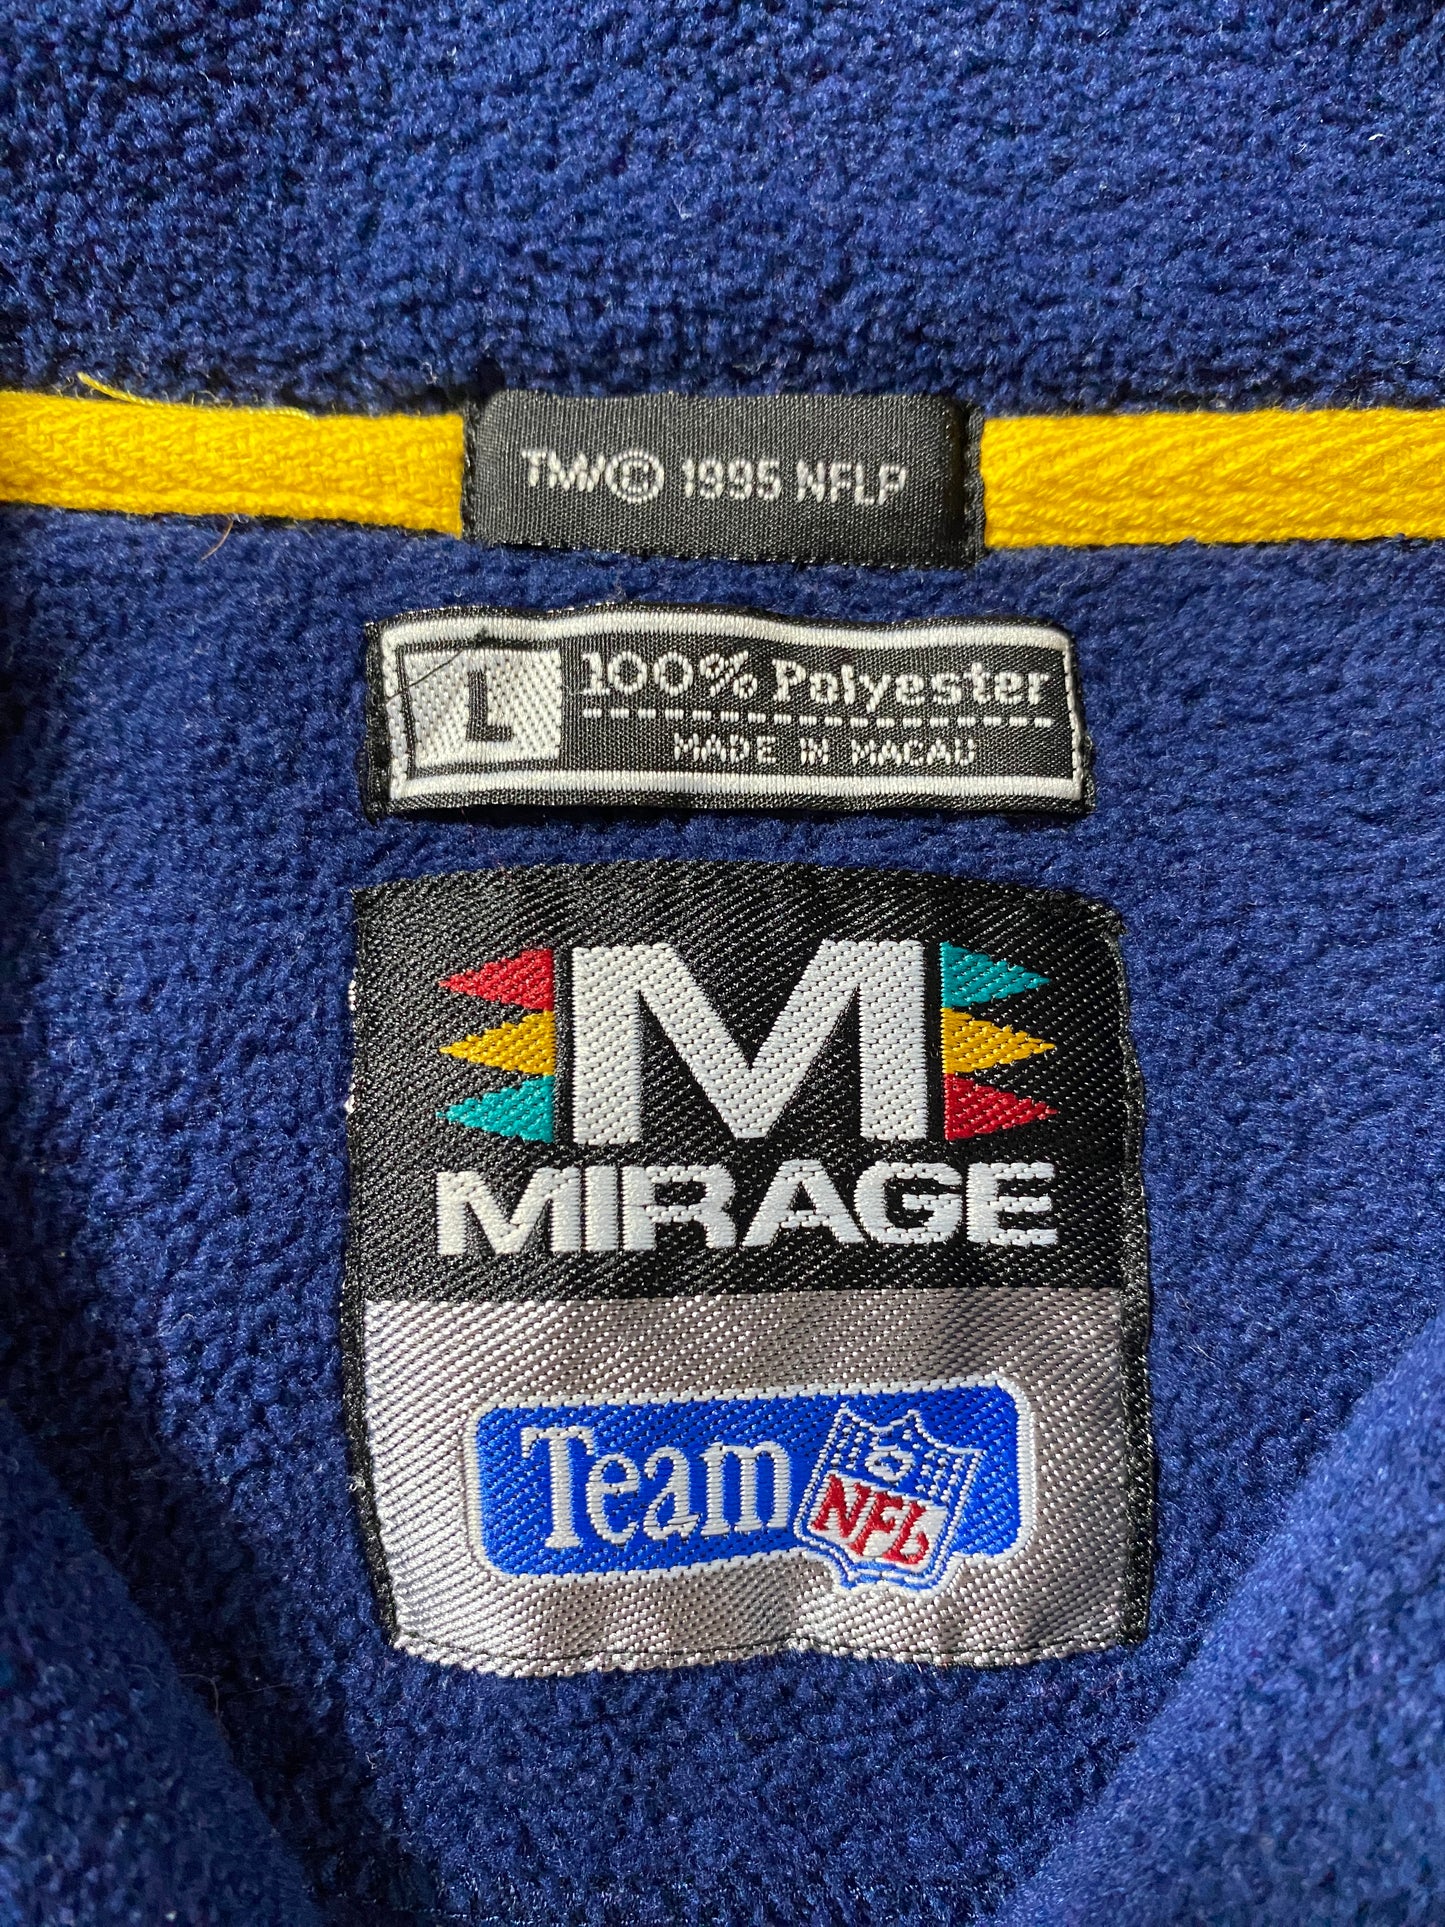 TM/© 1995 NFLP
L
100% Polyester
MADE IN MACAU
M
MIRAGE
Team NFL